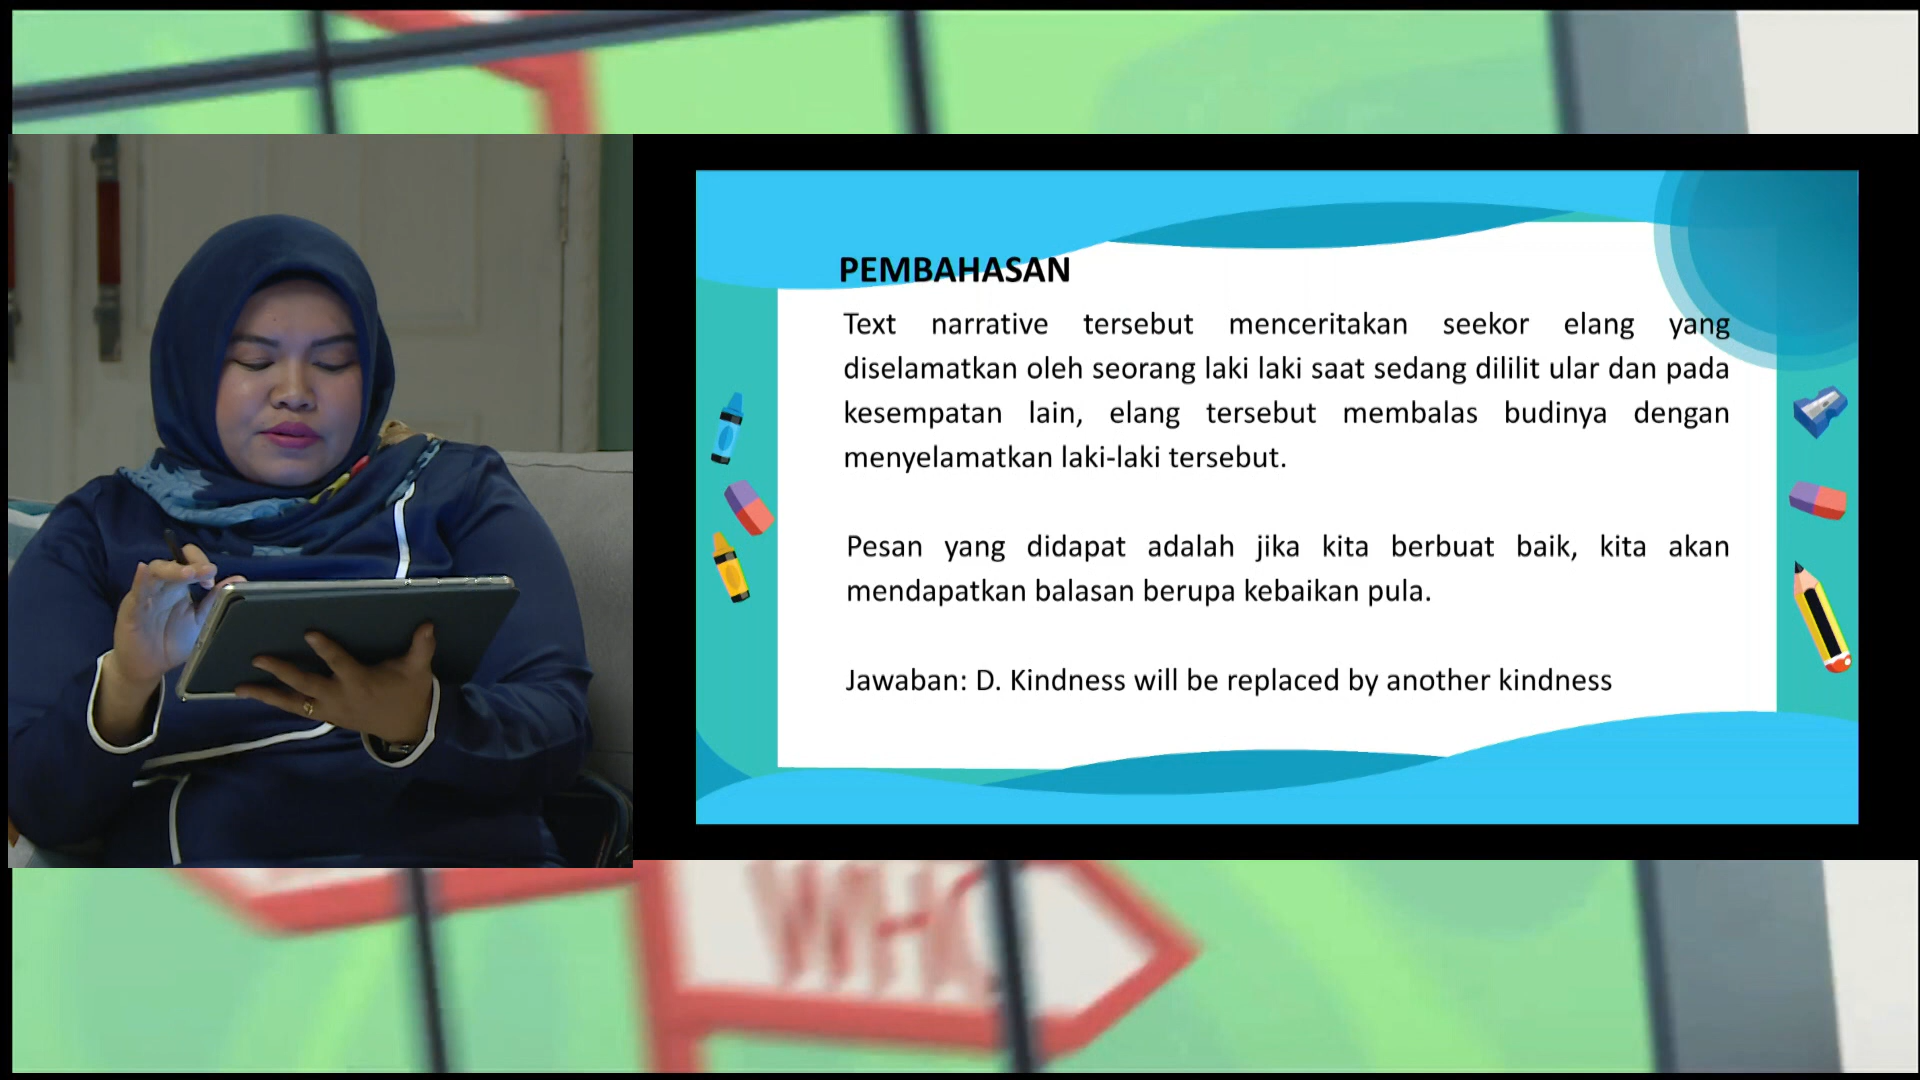 PEMBAHASAN
Text narrative tersebut menceritakan seekor elang yang
diselamatkan oleh seorang laki laki saat sedang dililit ular dan pada
kesempatan lain, elang tersebut membalas budinya dengan
menyelamatkan laki-laki tersebut.
Pesan yang didapat adalah jika kita berbuat baik, kita akan
mendapatkan balasan berupa kebaikan pula.
Jawaban: D. Kindness will be replaced by another kindness